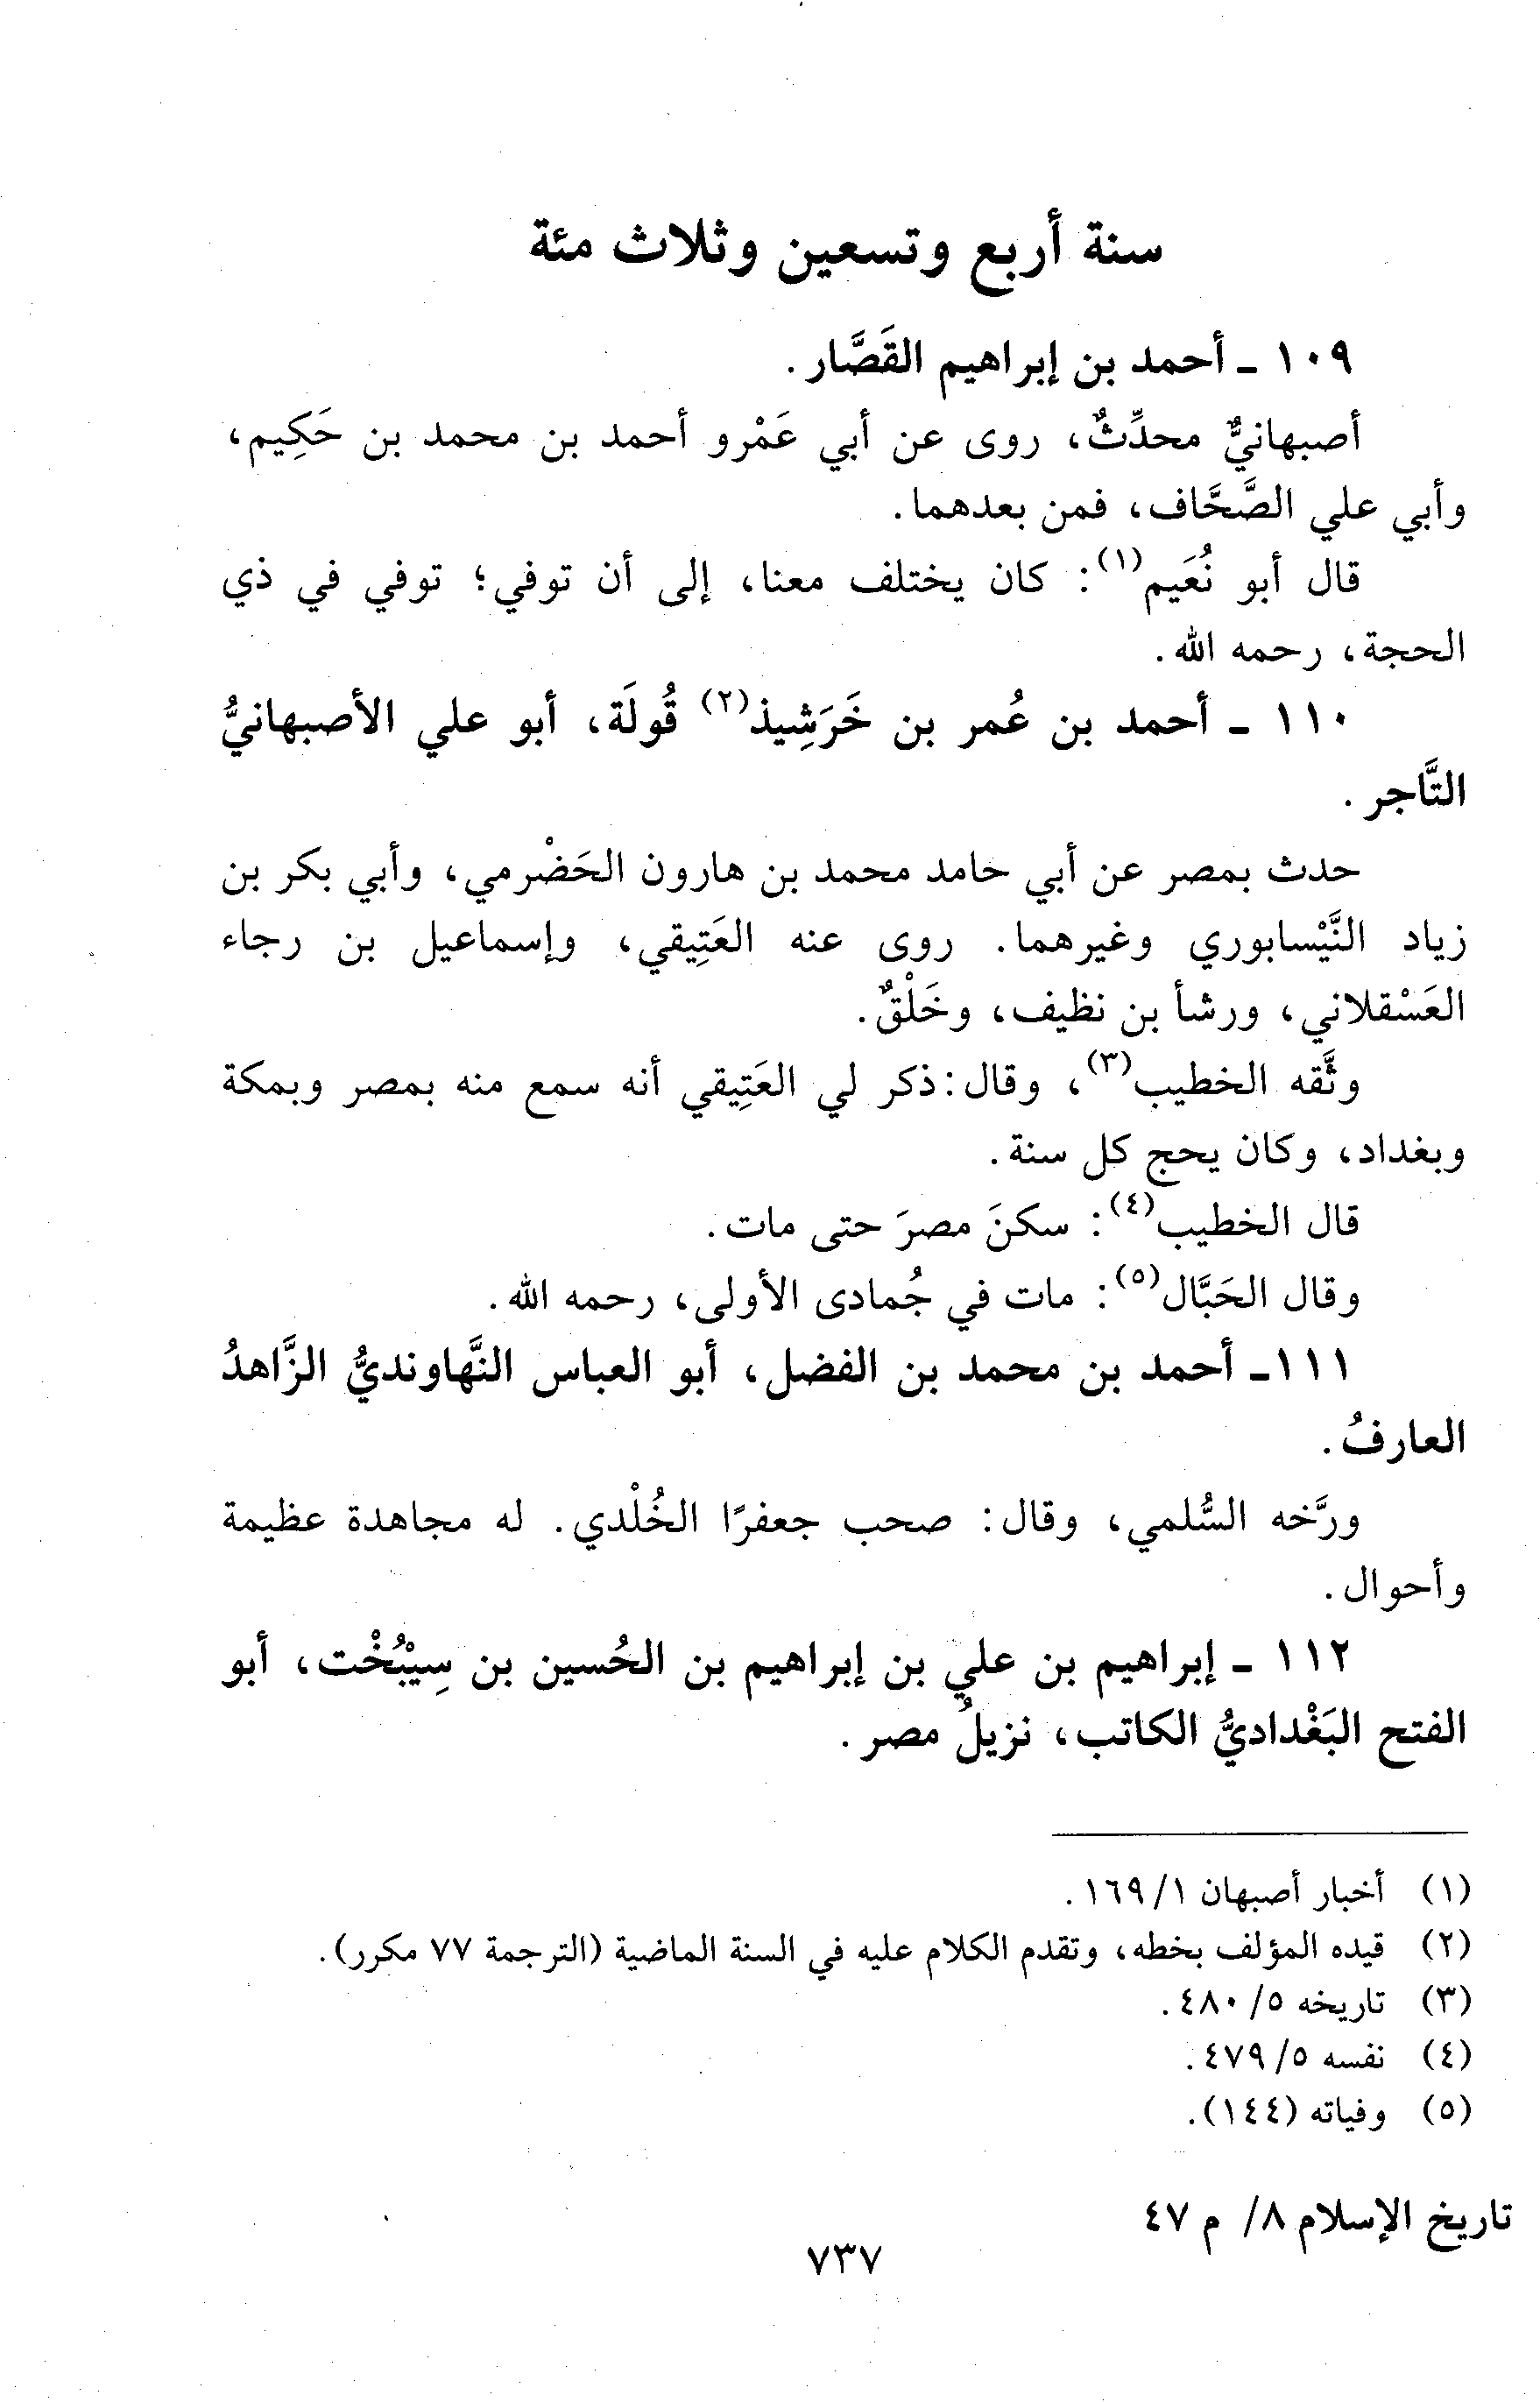 سنة أربع وتسعين وثلاث مئة
١٠٩ - أحمد بن إبراهيم القَصَّار.
أصبهانيٌّ محدِّثٌ، روى عن أبي عَمْرو أحمد بن محمد بن حَكِيم،
وأبي علي الصَّحَّاف، فمن بعدهما.
قال أبو نُعَيم(١): كان يختلف معنا، إلى أن توفي؛ توفي في ذي
الحجة، رحمه الله.
١١٠ - أحمد بن عُمر بن خَرَشِيذ(٢) قُولَة، أبو علي الأصبهانيُّ
التَّاجر.
حدث بمصر عن أبي حامد محمد بن هارون الحَضْرمي، وأبي بكر بن
زياد النَّيْسابوري وغيرهما. روى عنه العَتِيقي، وإسماعيل بن رجاء
العَسْقلاني، ورشأ بن نظيف، وخَلْقٌ.
وثَّقه الخطيب(٣)، وقال: ذكر لي العَتِيقي أنه سمع منه بمصر وبمكة
وبغداد، وكان يحج كل سنة.
قال الخطيب(٤): سكنَ مصرَ حتى مات.
وقال الحَبَّال(٥): مات في جُمادى الأولى، رحمه الله.
١١١- أحمد بن محمد بن الفضل، أبو العباس النَّهاونديُّ الزَّاهدُ
العارفُ.
ورَّخه السُّلمي، وقال: صحب جعفرًا الخُلْدي. له مجاهدة عظيمة
وأحوال.
١١٢ - إبراهيم بن علي بن إبراهيم بن الحُسين بن سِيْبُخْت، أبو
الفتح البَغْداديُّ الكاتب، نزيلُ مصر.
(١) أخبار أصبهان ١/ ١٦٩.
(٢) قيده المؤلف بخطه، وتقدم الكلام عليه في السنة الماضية (الترجمة ٧٧ مكرر).
(٣) تاريخه ٥/ ٤٨٠.
(٤) نفسه ٥/ ٤٧٩.
(٥) وفياته (١٤٤).
تاريخ الإسلام ٨/ م ٤٧
٧٣٧